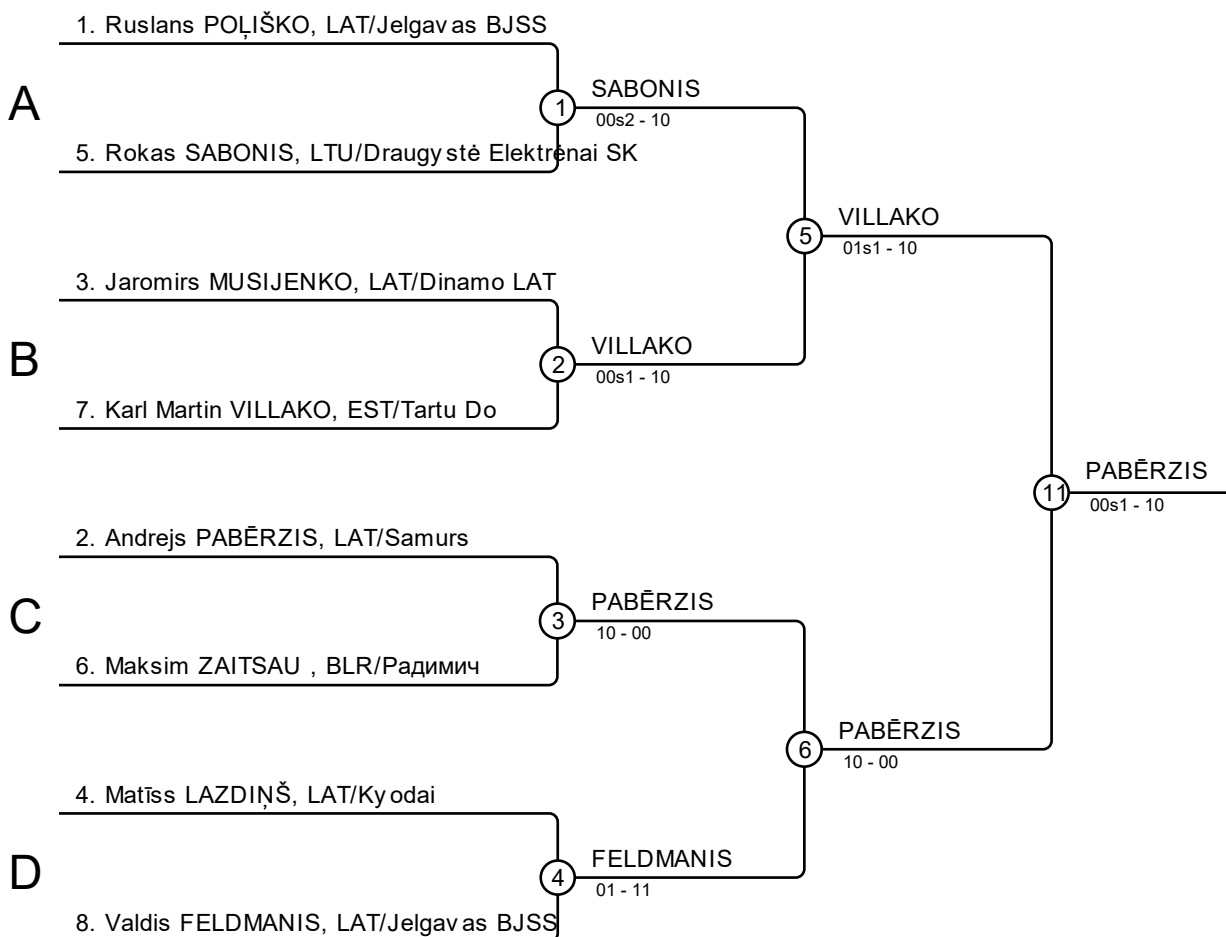 1. Ruslans POĻIŠKO, LAT/Jelgavas BJSS
A
1
SABONIS
00s2 - 10
5. Rokas SABONIS, LTU/Draugystė Elektrėnai SK
5
VILLAKO
01s1 - 10
3. Jaromirs MUSIJENKO, LAT/Dinamo LAT
B
2
VILLAKO
00s1 - 10
7. Karl Martin VILLAKO, EST/Tartu Do
11
PABĒRZIS
00s1 - 10
2. Andrejs PABĒRZIS, LAT/Samurs
C
3
PABĒRZIS
10 - 00
6. Maksim ZAITSAU , BLR/Радимич
6
PABĒRZIS
10 - 00
4. Matīss LAZDIŅŠ, LAT/Kyodai
D
4
FELDMANIS
01 - 11
8. Valdis FELDMANIS, LAT/Jelgavas BJSS